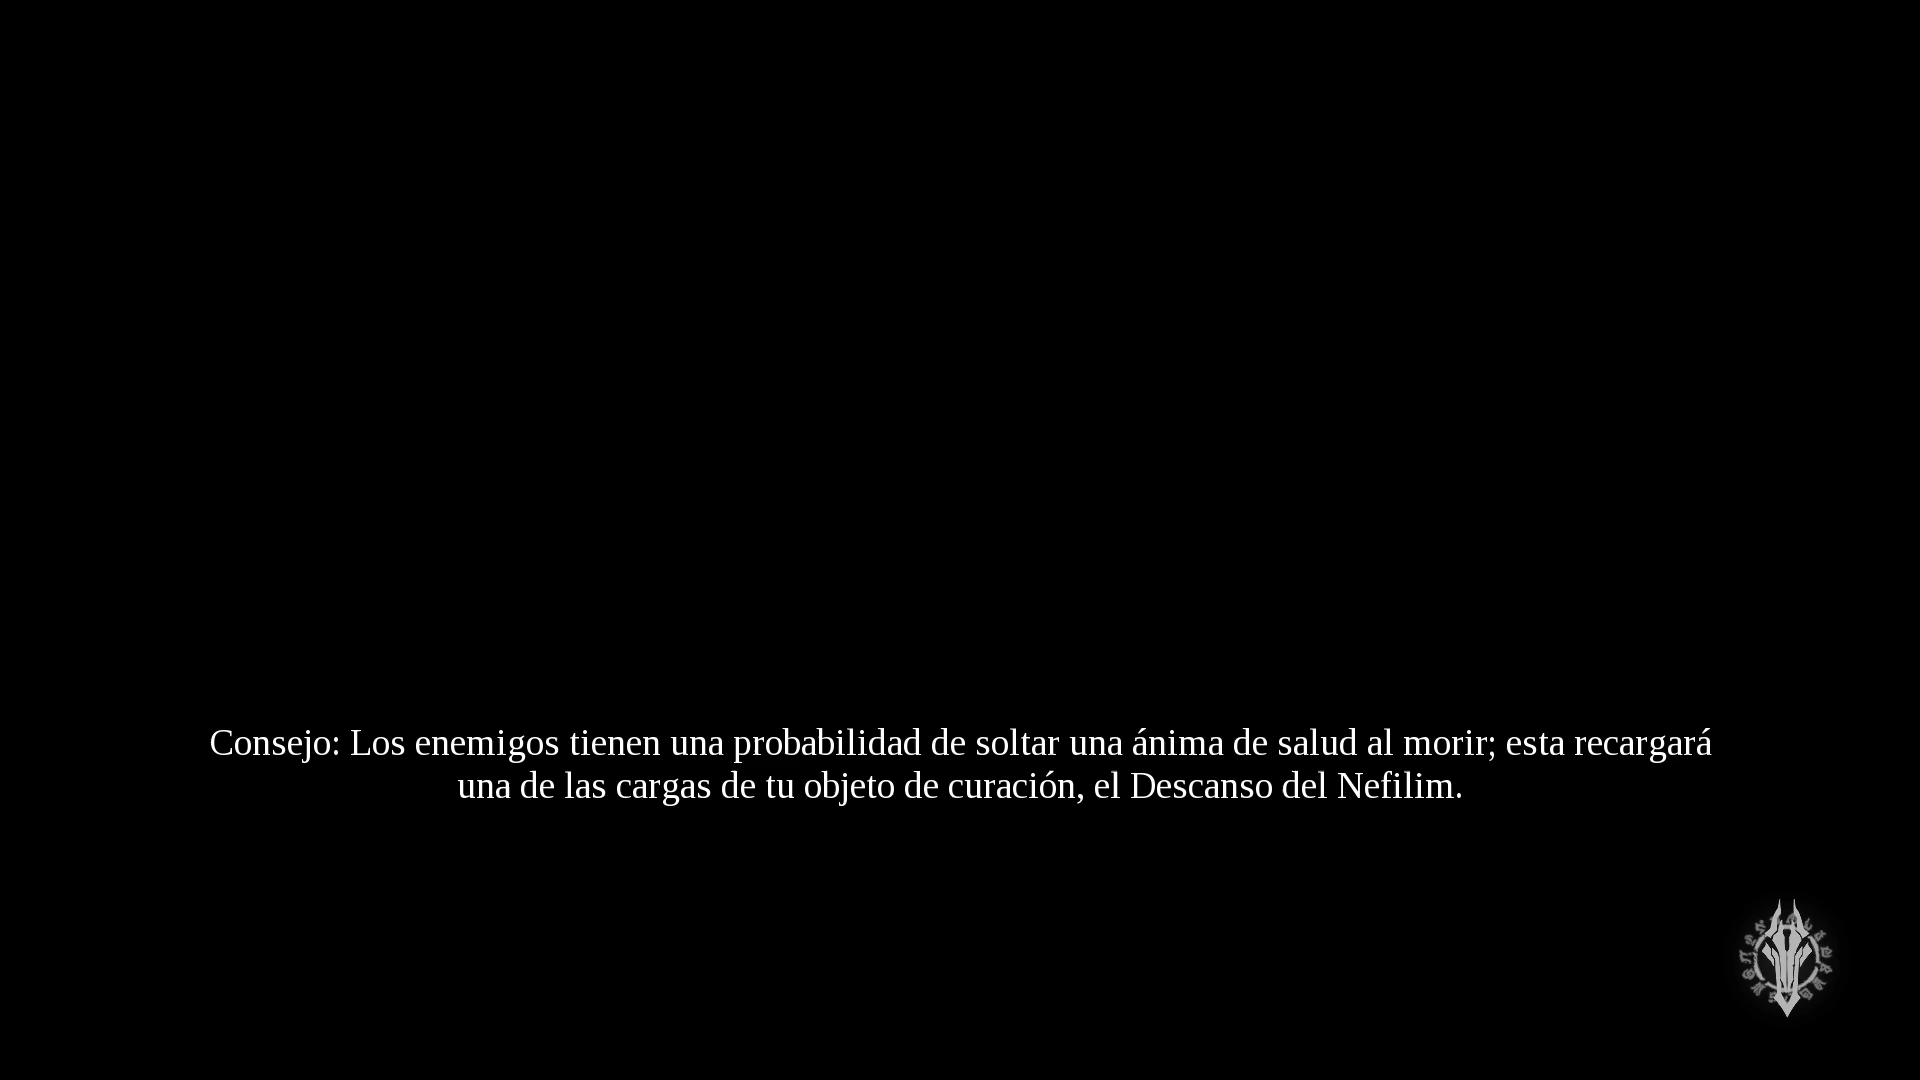 Consejo: Los enemigos tienen una probabilidad de soltar una ánima de salud al morir; esta recargará
una de las cargas de tu objeto de curación, el Descanso del Nefilim.